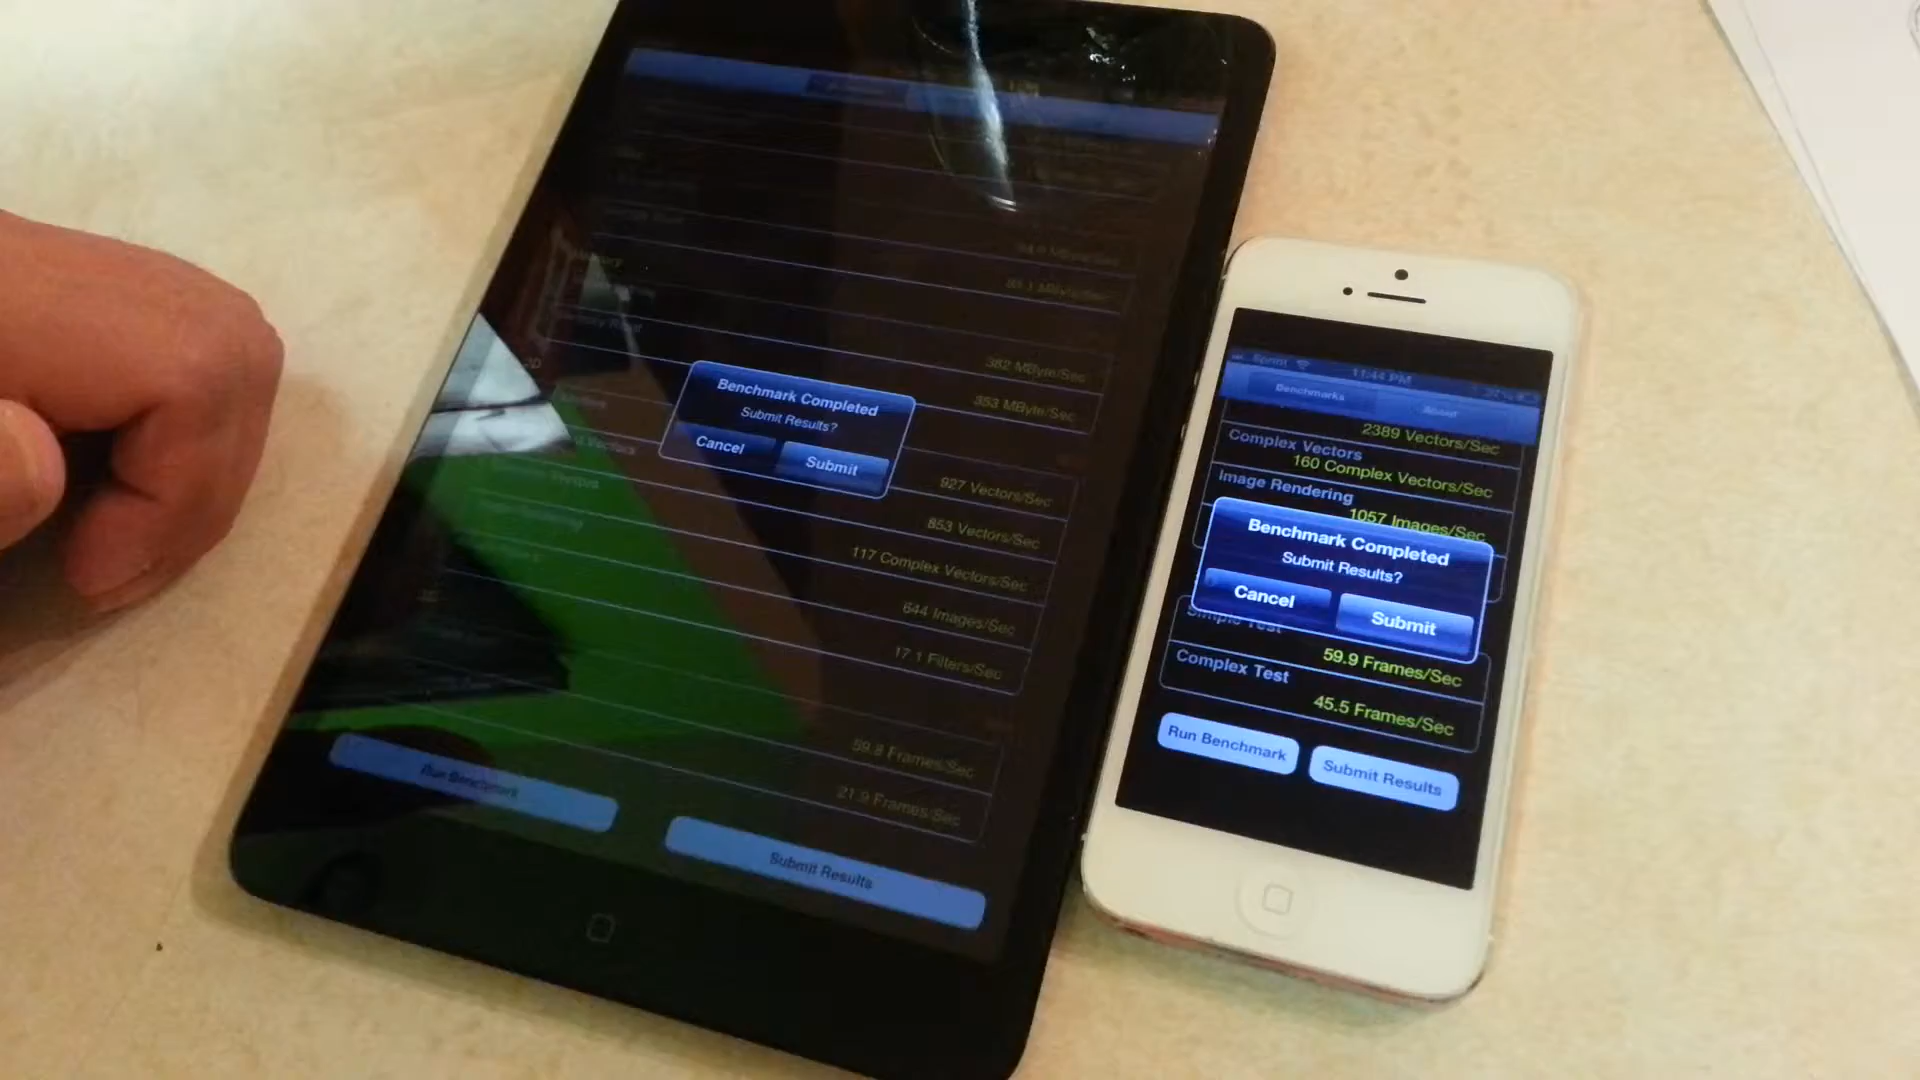 382 MByte/Sec
353 MByte/Sec
Benchmark Completed
Submit Results?
Cancel
Submit
927 Vectors/Sec
853 Vectors/Sec
117 Complex Vectors/Sec
644 Images/Sec
17.1 Filters/Sec
59.8 Frames/Sec
21.9 Frames/Sec
Run Benchmark
Submit Results
Sprint 11:44 PM
Benchmarks About
2389 Vectors/Sec
Complex Vectors
160 Complex Vectors/Sec
Image Rendering
1057 Images/Sec
Benchmark Completed
Submit Results?
Cancel
Submit
Simple Test
59.9 Frames/Sec
Complex Test
45.5 Frames/Sec
Run Benchmark
Submit Results